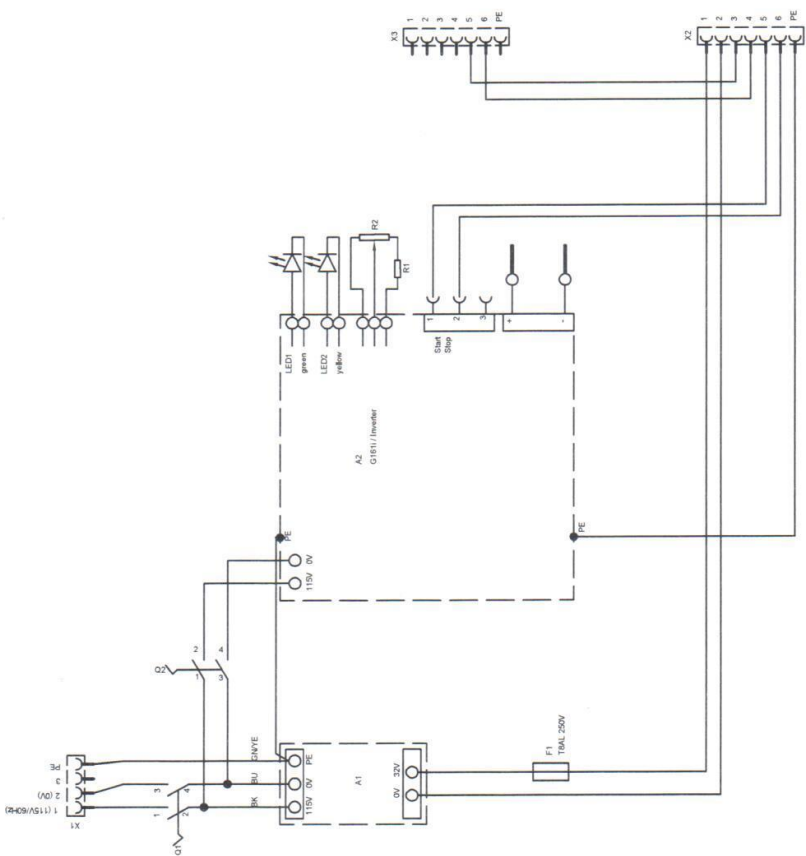 X3
1
2
3
4
5
6
PE
X2
1
2
3
4
5
6
PE
LED1
green
LED2
yellow
R2
R1
1
2
3
Start
Stop
+
-
A2
G161i / Inverter
PE
PE
0V
115V
Q2
2
4
1
3
X1
1 (115V/60Hz)
2 (0V)
3
PE
Q1
1
3
2
4
BK
BU
GN/YE
115V
0V
PE
A1
0V
32V
F1
T8AL 250V